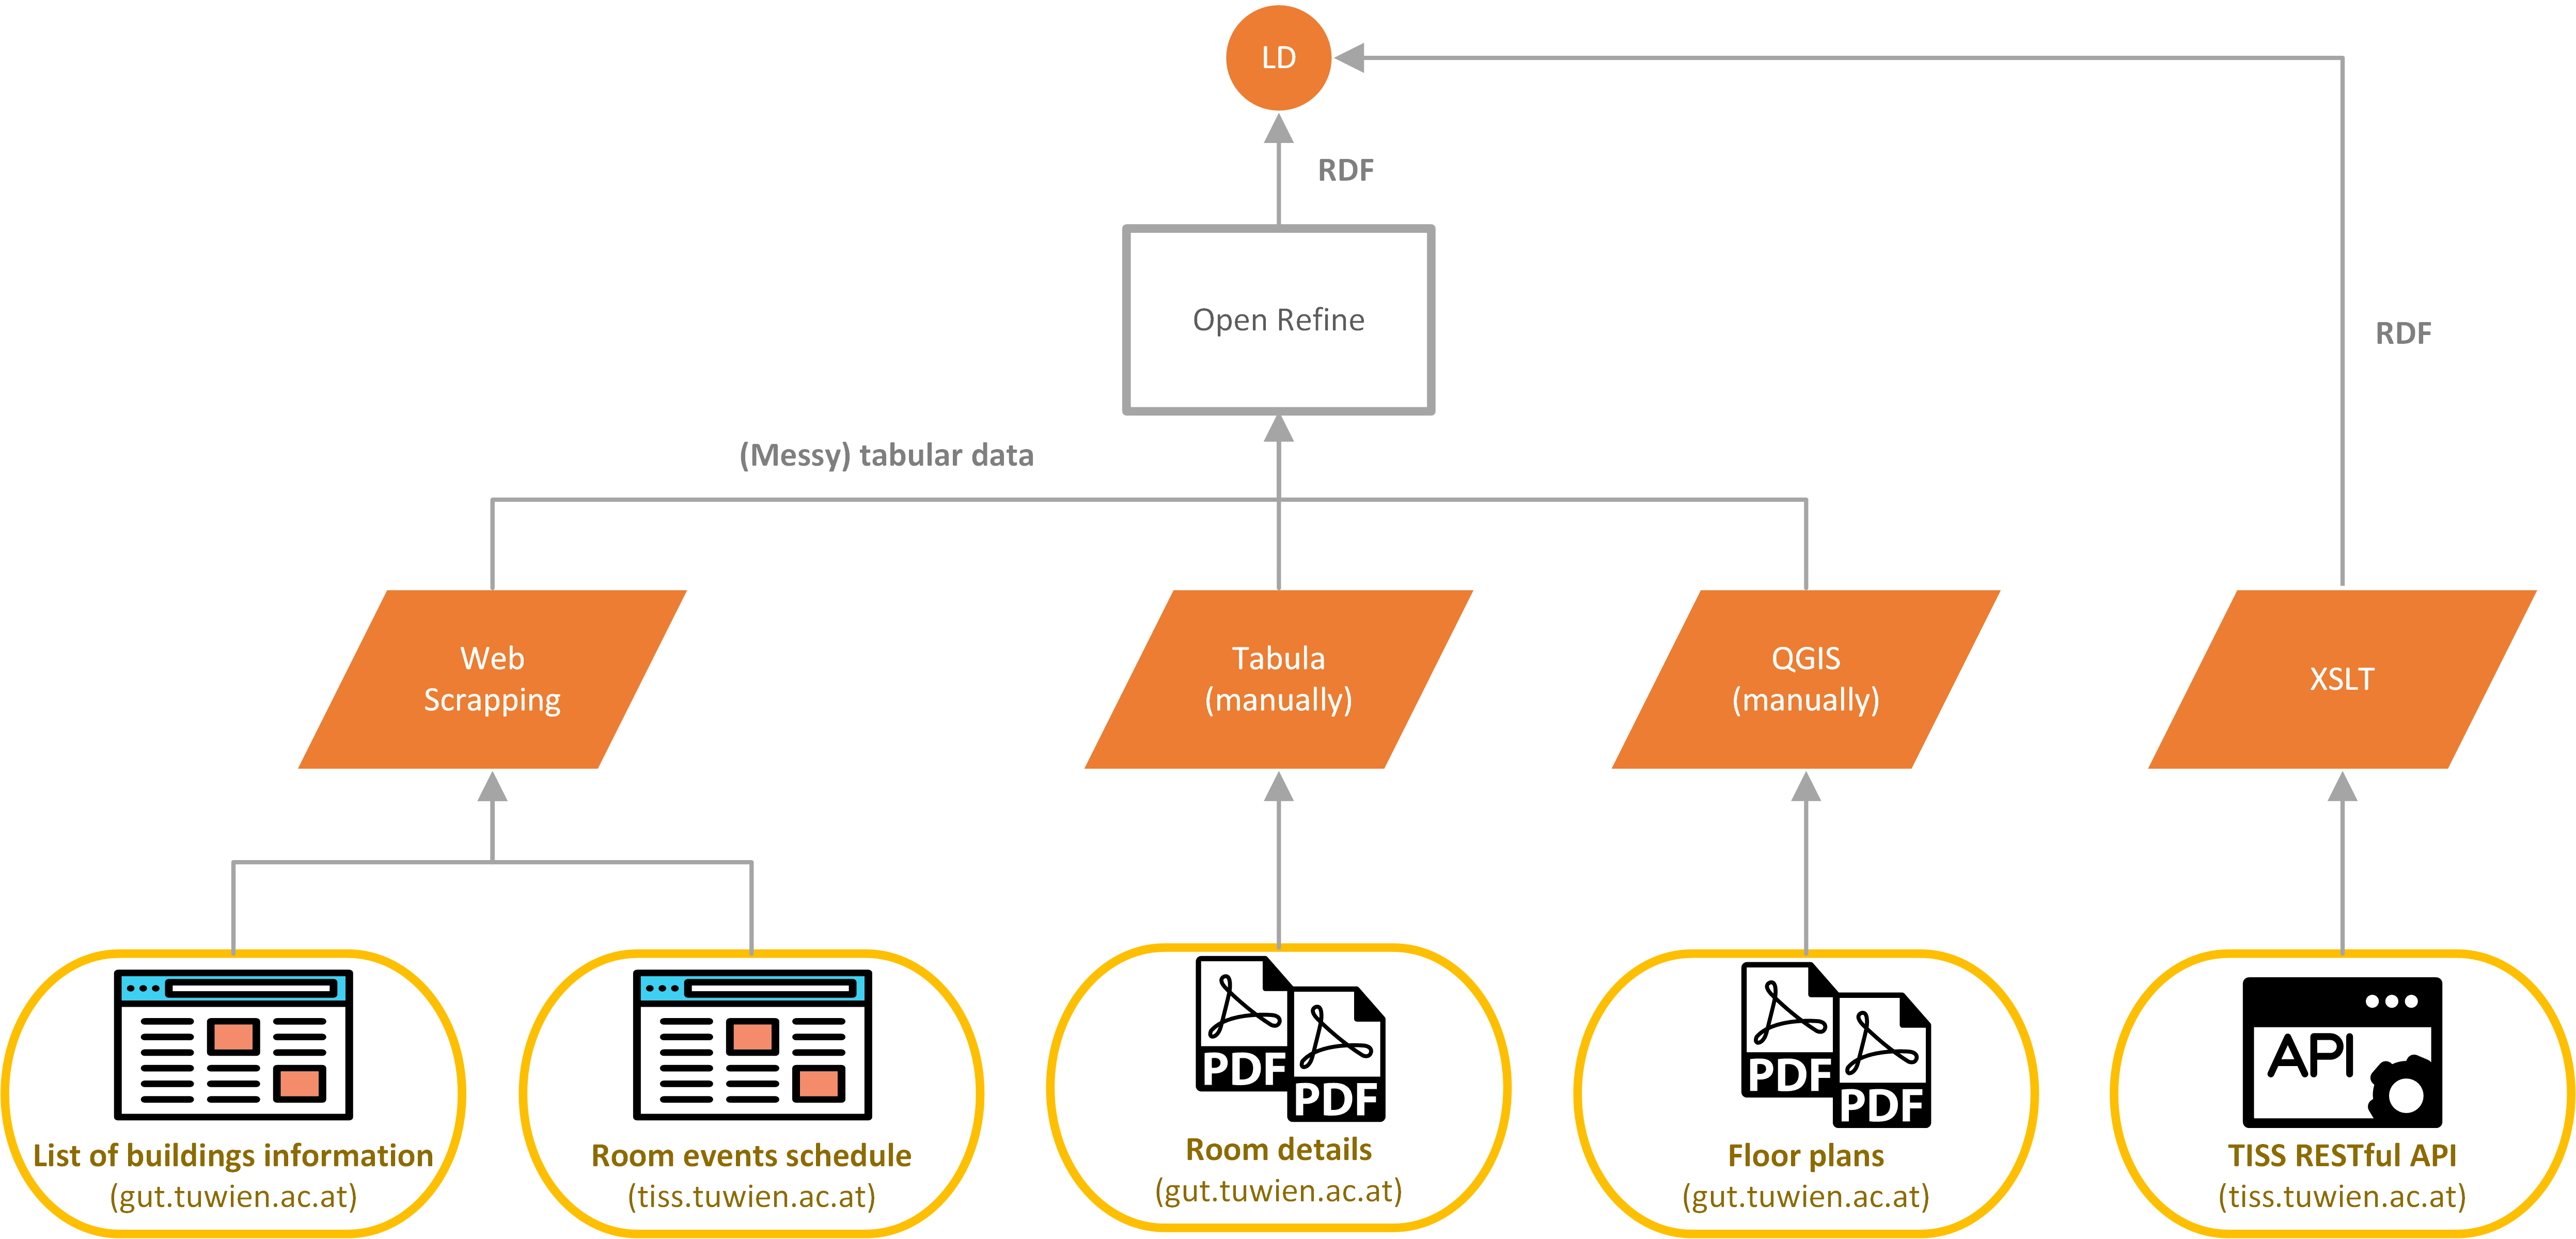 LD
RDF
Open Refine
RDF
(Messy) tabular data
Web
Scrapping
Tabula
(manually)
QGIS
(manually)
XSLT
PDF
PDF
PDF
PDF
API
List of buildings information
(gut.tuwien.ac.at)
Room events schedule
(tiss.tuwien.ac.at)
Room details
(gut.tuwien.ac.at)
Floor plans
(gut.tuwien.ac.at)
TISS RESTful API
(tiss.tuwien.ac.at)